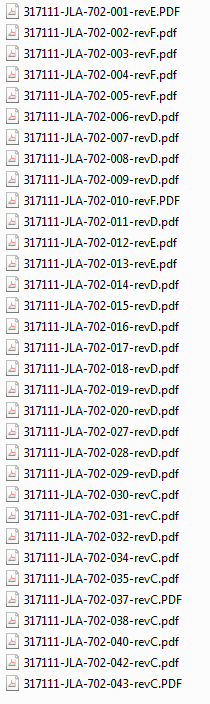 317111-JLA-702-001-revE.PDF
317111-JLA-702-002-revF.pdf
317111-JLA-702-003-revF.pdf
317111-JLA-702-004-revF.pdf
317111-JLA-702-005-revF.pdf
317111-JLA-702-006-revD.pdf
317111-JLA-702-007-revD.pdf
317111-JLA-702-008-revD.pdf
317111-JLA-702-009-revD.pdf
317111-JLA-702-010-revF.PDF
317111-JLA-702-011-revD.pdf
317111-JLA-702-012-revE.pdf
317111-JLA-702-013-revE.pdf
317111-JLA-702-014-revD.pdf
317111-JLA-702-015-revD.pdf
317111-JLA-702-016-revD.pdf
317111-JLA-702-017-revD.pdf
317111-JLA-702-018-revD.pdf
317111-JLA-702-019-revD.pdf
317111-JLA-702-020-revD.pdf
317111-JLA-702-027-revD.pdf
317111-JLA-702-028-revD.pdf
317111-JLA-702-029-revD.pdf
317111-JLA-702-030-revC.pdf
317111-JLA-702-031-revC.pdf
317111-JLA-702-032-revD.pdf
317111-JLA-702-034-revC.pdf
317111-JLA-702-035-revC.pdf
317111-JLA-702-037-revC.PDF
317111-JLA-702-038-revC.pdf
317111-JLA-702-040-revC.pdf
317111-JLA-702-042-revC.pdf
317111-JLA-702-043-revC.PDF